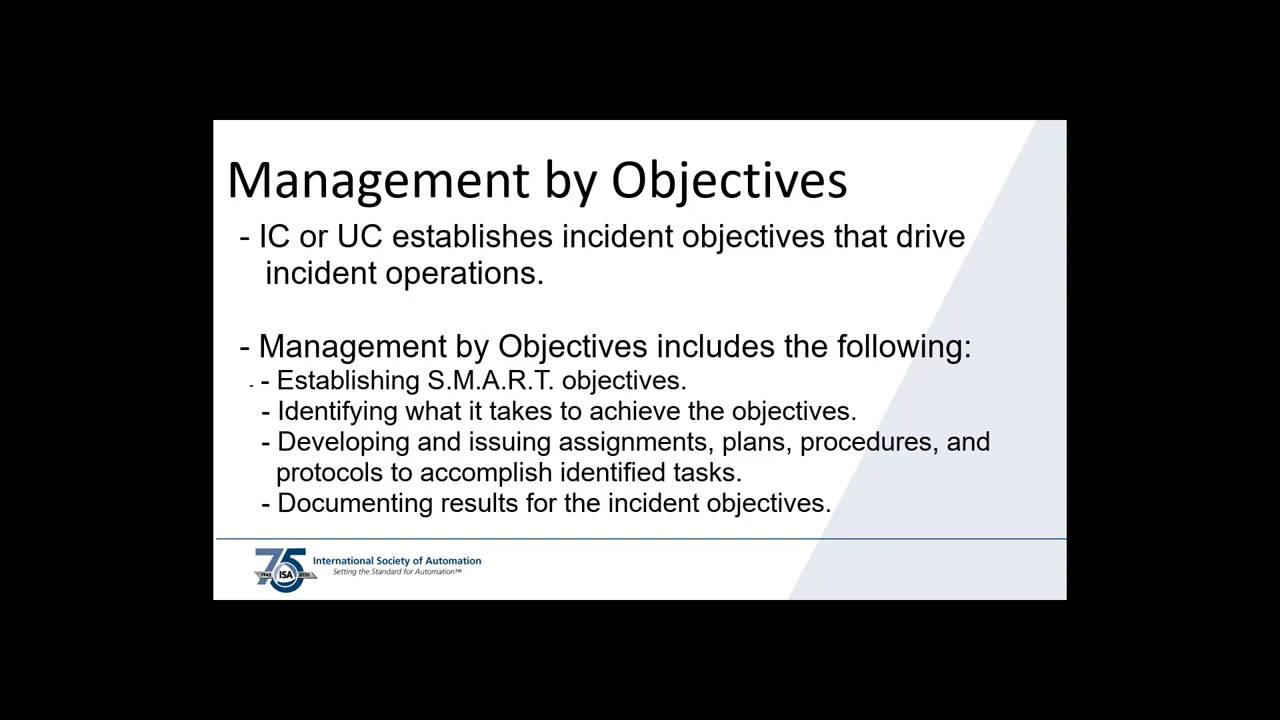 Management by Objectives
- IC or UC establishes incident objectives that drive
incident operations.
- Management by Objectives includes the following:
- - Establishing S.M.A.R.T. objectives.
- Identifying what it takes to achieve the objectives.
- Developing and issuing assignments, plans, procedures, and
protocols to accomplish identified tasks.
- Documenting results for the incident objectives.
75
1945 ISA 2020
International Society of Automation
Setting the Standard for Automation™